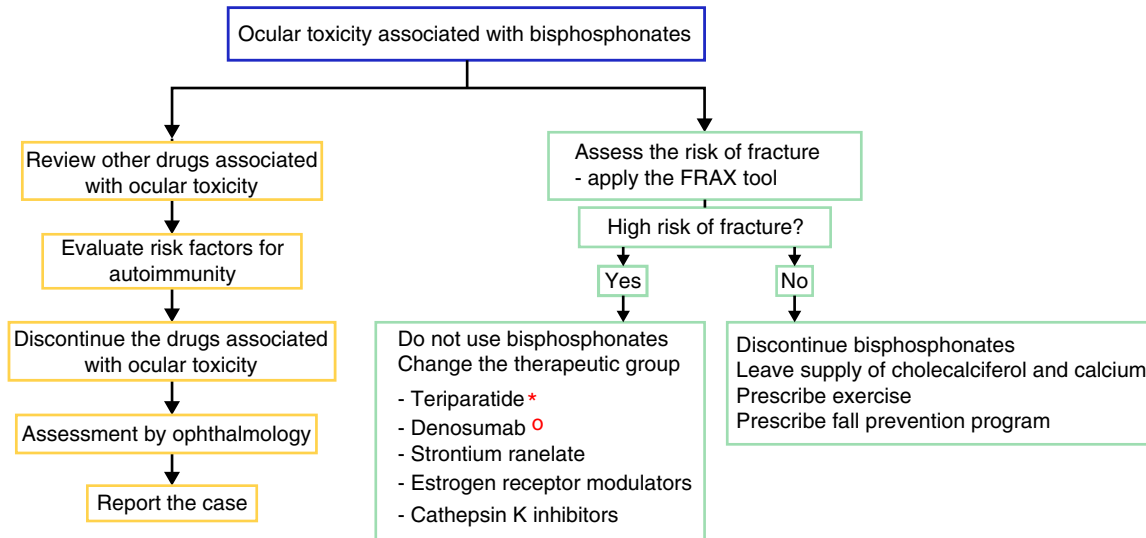 Ocular toxicity associated with bisphosphonates
Review other drugs associated
with ocular toxicity
Evaluate risk factors for
autoimmunity
Discontinue the drugs associated
with ocular toxicity
Assessment by ophthalmology
Report the case
Assess the risk of fracture
- apply the FRAX tool
High risk of fracture?
Yes
No
Do not use bisphosphonates
Change the therapeutic group
- Teriparatide *
- Denosumab o
- Strontium ranelate
- Estrogen receptor modulators
- Cathepsin K inhibitors
Discontinue bisphosphonates
Leave supply of cholecalciferol and calcium
Prescribe exercise
Prescribe fall prevention program